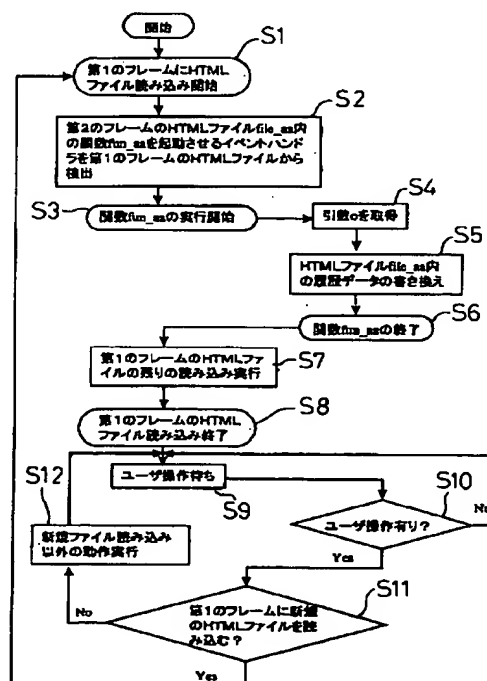 開始
S1
第1のフレームにHTML
ファイル読み込み開始
S2
第2のフレームのHTMLファイルfile_aa内
の関数fun_aaを起動させるイベントハンド
ラを第1のフレームのHTMLファイルから
検出
S3
関数fun_aaの実行開始
S4
引数cを取得
S5
HTMLファイルfile_aa内
の履歴データの書き換え
S6
関数fun_aaの終了
S7
第1のフレームのHTMLファ
イルの残りの読み込み実行
S8
第1のフレームのHTML
ファイル読み込み終了
S9
ユーザ操作待ち
S10
ユーザ操作有り？
No
Yes
S11
第1のフレームに新規
のHTMLファイルを読
み込む？
No
Yes
S12
新規ファイル読み込み
以外の動作実行